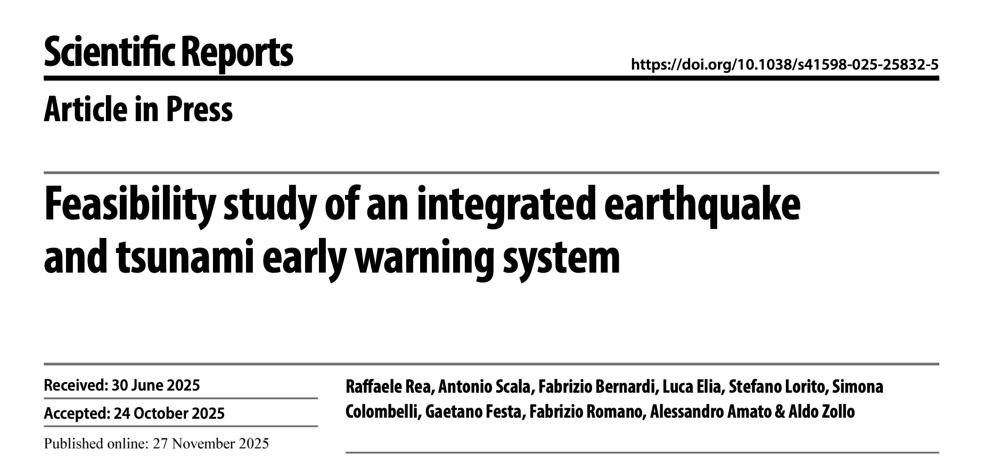 Scientific Reports
https://doi.org/10.1038/s41598-025-25832-5
Article in Press
Feasibility study of an integrated earthquake
and tsunami early warning system
Received: 30 June 2025
Accepted: 24 October 2025
Published online: 27 November 2025
Raffaele Rea, Antonio Scala, Fabrizio Bernardi, Luca Elia, Stefano Lorito, Simona
Colombelli, Gaetano Festa, Fabrizio Romano, Alessandro Amato & Aldo Zollo